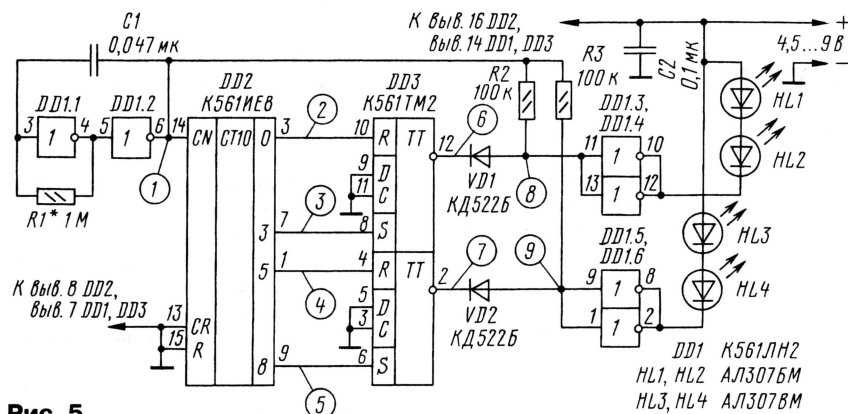 C1
0,047 мк
К выв. 16 DD2,
выв. 14 DD1, DD3
+
4,5...9 В
−
DD1.1
DD1.2
3
1
4
5
1
6
14
R1* 1 М
1
DD2
К561ИЕ8
CN
CT10
0
3
5
8
13
CR
15
R
К выв. 8 DD2,
выв. 7 DD1, DD3
3
2
7
3
1
4
9
5
DD3
К561ТМ2
10
R
TT
9
D
11
C
8
S
4
R
TT
5
D
3
C
6
S
12
6
2
7
VD1
КД522Б
VD2
КД522Б
R2
100 к
R3
100 к
C2
0,1 мк
8
9
DD1.3,
DD1.4
11
1
10
13
1
12
DD1.5,
DD1.6
9
1
8
1
1
2
HL1
HL2
HL3
HL4
DD1 К561ЛН2
HL1, HL2 АЛ307БМ
HL3, HL4 АЛ307ВМ
Рис. 5